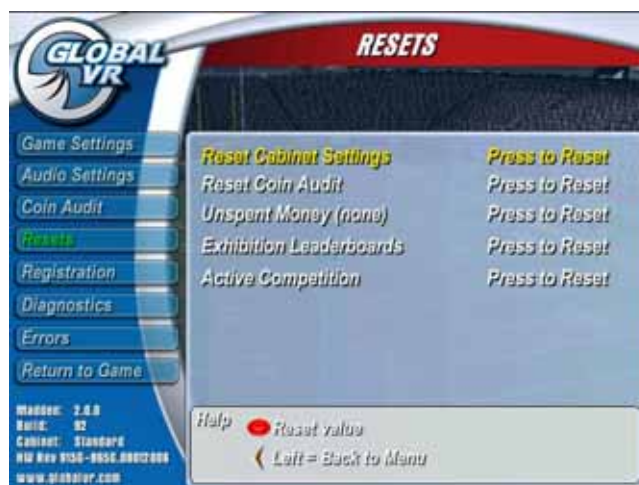 GLOBAL
VR
RESETS
Game Settings
Audio Settings
Coin Audit
Resets
Registration
Diagnostics
Errors
Return to Game
Reset Cabinet Settings Press to Reset
Reset Coin Audit Press to Reset
Unspent Money (none) Press to Reset
Exhibition Leaderboards Press to Reset
Active Competition Press to Reset
Madden: 2.0.0
Build: 92
Cabinet: Standard
HW Rev
www.globalvr.com
Help Reset value
Left = Back to Menu